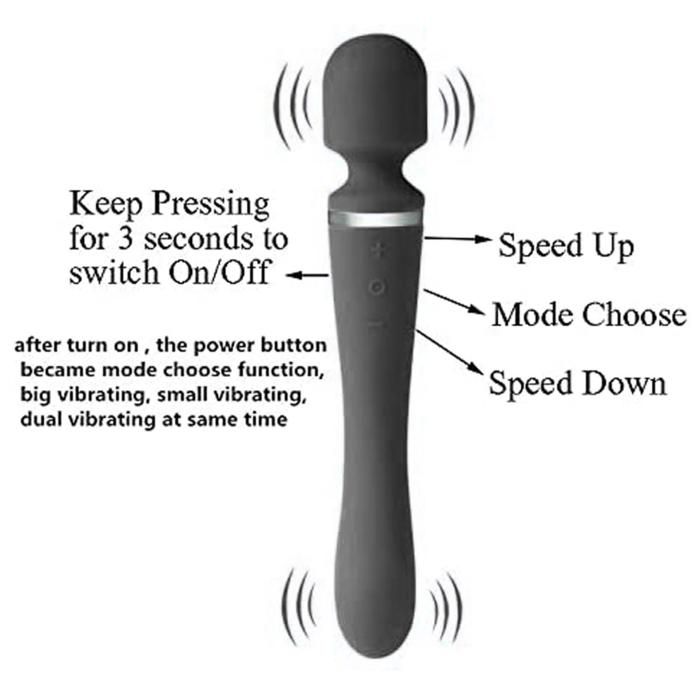 Keep Pressing
for 3 seconds to
switch On/Off
Speed Up
Mode Choose
Speed Down
after turn on , the power button
became mode choose function,
big vibrating, small vibrating,
dual vibrating at same time